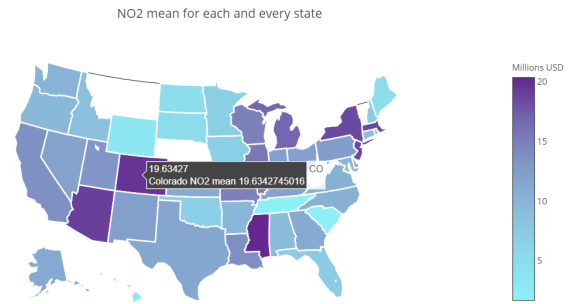 NO2 mean for each and every state
Millions USD
20
15
10
5
19.63427
CO
Colorado NO2 mean 19.6342745016